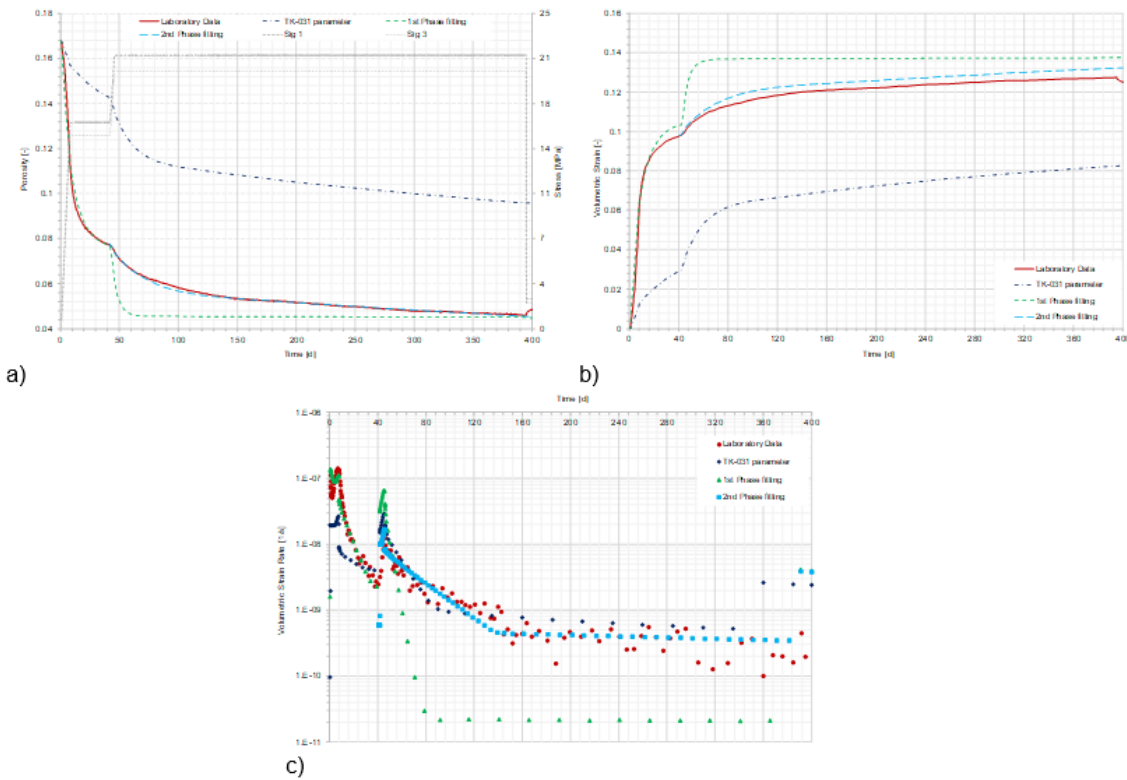 Laboratory Data
TK-031 parameter
1st Phase filling
2nd Phase filling
Sig 1
Sig 3
0.18
0.16
0.14
0.12
0.1
0.08
0.06
0.04
Porosity [-]
25
21
18
14
11
7
4
0
Stress [MPa]
0
50
100
150
200
250
300
350
400
Time [d]
a)
0.16
0.14
0.12
0.1
0.08
0.06
0.04
0.02
0
Volumetric Strain [-]
Laboratory Data
TK-031 parameter
1st Phase filling
2nd Phase filling
0
40
80
120
160
200
240
280
320
360
400
Time [d]
b)
Time [d]
0
40
80
120
160
200
240
280
320
360
400
1.E-06
1.E-07
1.E-08
1.E-09
1.E-10
1.E-11
Volumetric Strain Rate [1/s]
Laboratory Data
TK-031 parameter
1st Phase filling
2nd Phase filling
c)